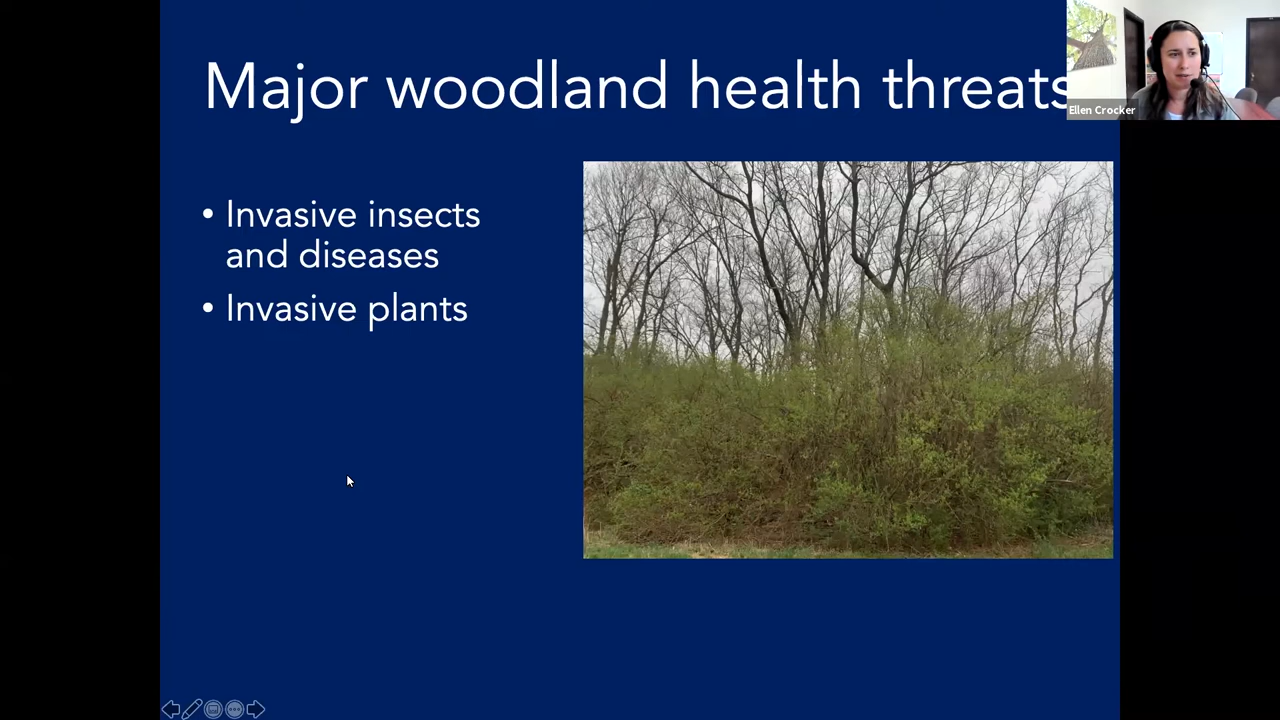 Major woodland health threats
Ellen Crocker
• Invasive insects
and diseases
• Invasive plants